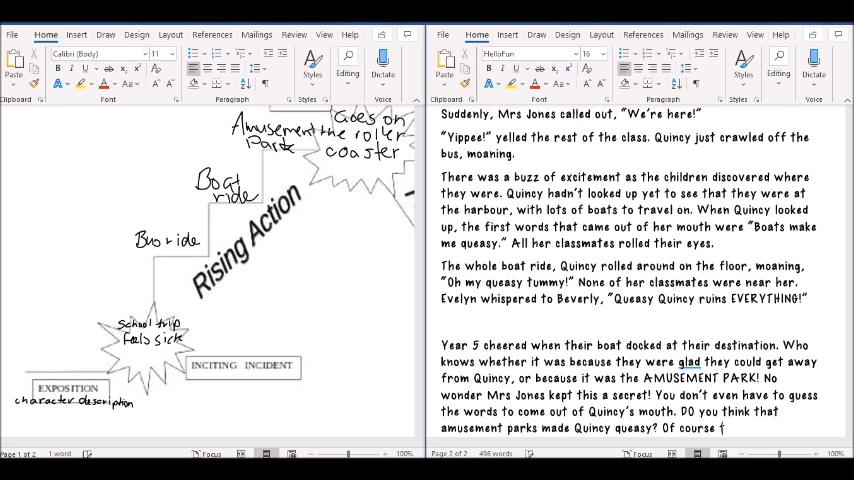 File Home Insert Draw Design Layout References Mailings Review View
Calibri (Body) 11
Paste
Styles
Editing
Dictate
Clipboard Font Paragraph Styles Voice
Goes on
the roller
coaster
Amusement
Park
Boat
ride
Bus ride
Rising Action
School trip
Feels sick
INCITING INCIDENT
EXPOSITION
character description
Page 1 of 2 1 word Focus 100%
File Home Insert Draw Design Layout References Mailings Review View
HelloFun 16
Paste
Styles
Editing
Dictate
Clipboard Font Paragraph Styles Voice
Suddenly, Mrs Jones called out, "We're here!"
"Yippee!" yelled the rest of the class. Quincy just crawled off the
bus, moaning.
There was a buzz of excitement as the children discovered where
they were. Quincy hadn't looked up yet to see that they were at
the harbour, with lots of boats to travel on. When Quincy looked
up, the first words that came out of her mouth were "Boats make
me queasy." All her classmates rolled their eyes.
The whole boat ride, Quincy rolled around on the floor, moaning,
"Oh my queasy tummy!" None of her classmates were near her.
Evelyn whispered to Beverly, "Queasy Quincy ruins EVERYTHING!"
Year 5 cheered when their boat docked at their destination. Who
knows whether it was because they were glad they could get away
from Quincy, or because it was the AMUSEMENT PARK! No
wonder Mrs Jones kept this a secret! You don't even have to guess
the words to come out of Quincy's mouth. DO you think that
amusement parks made Quincy queasy? Of course t
Page 2 of 2 496 words Focus 100%